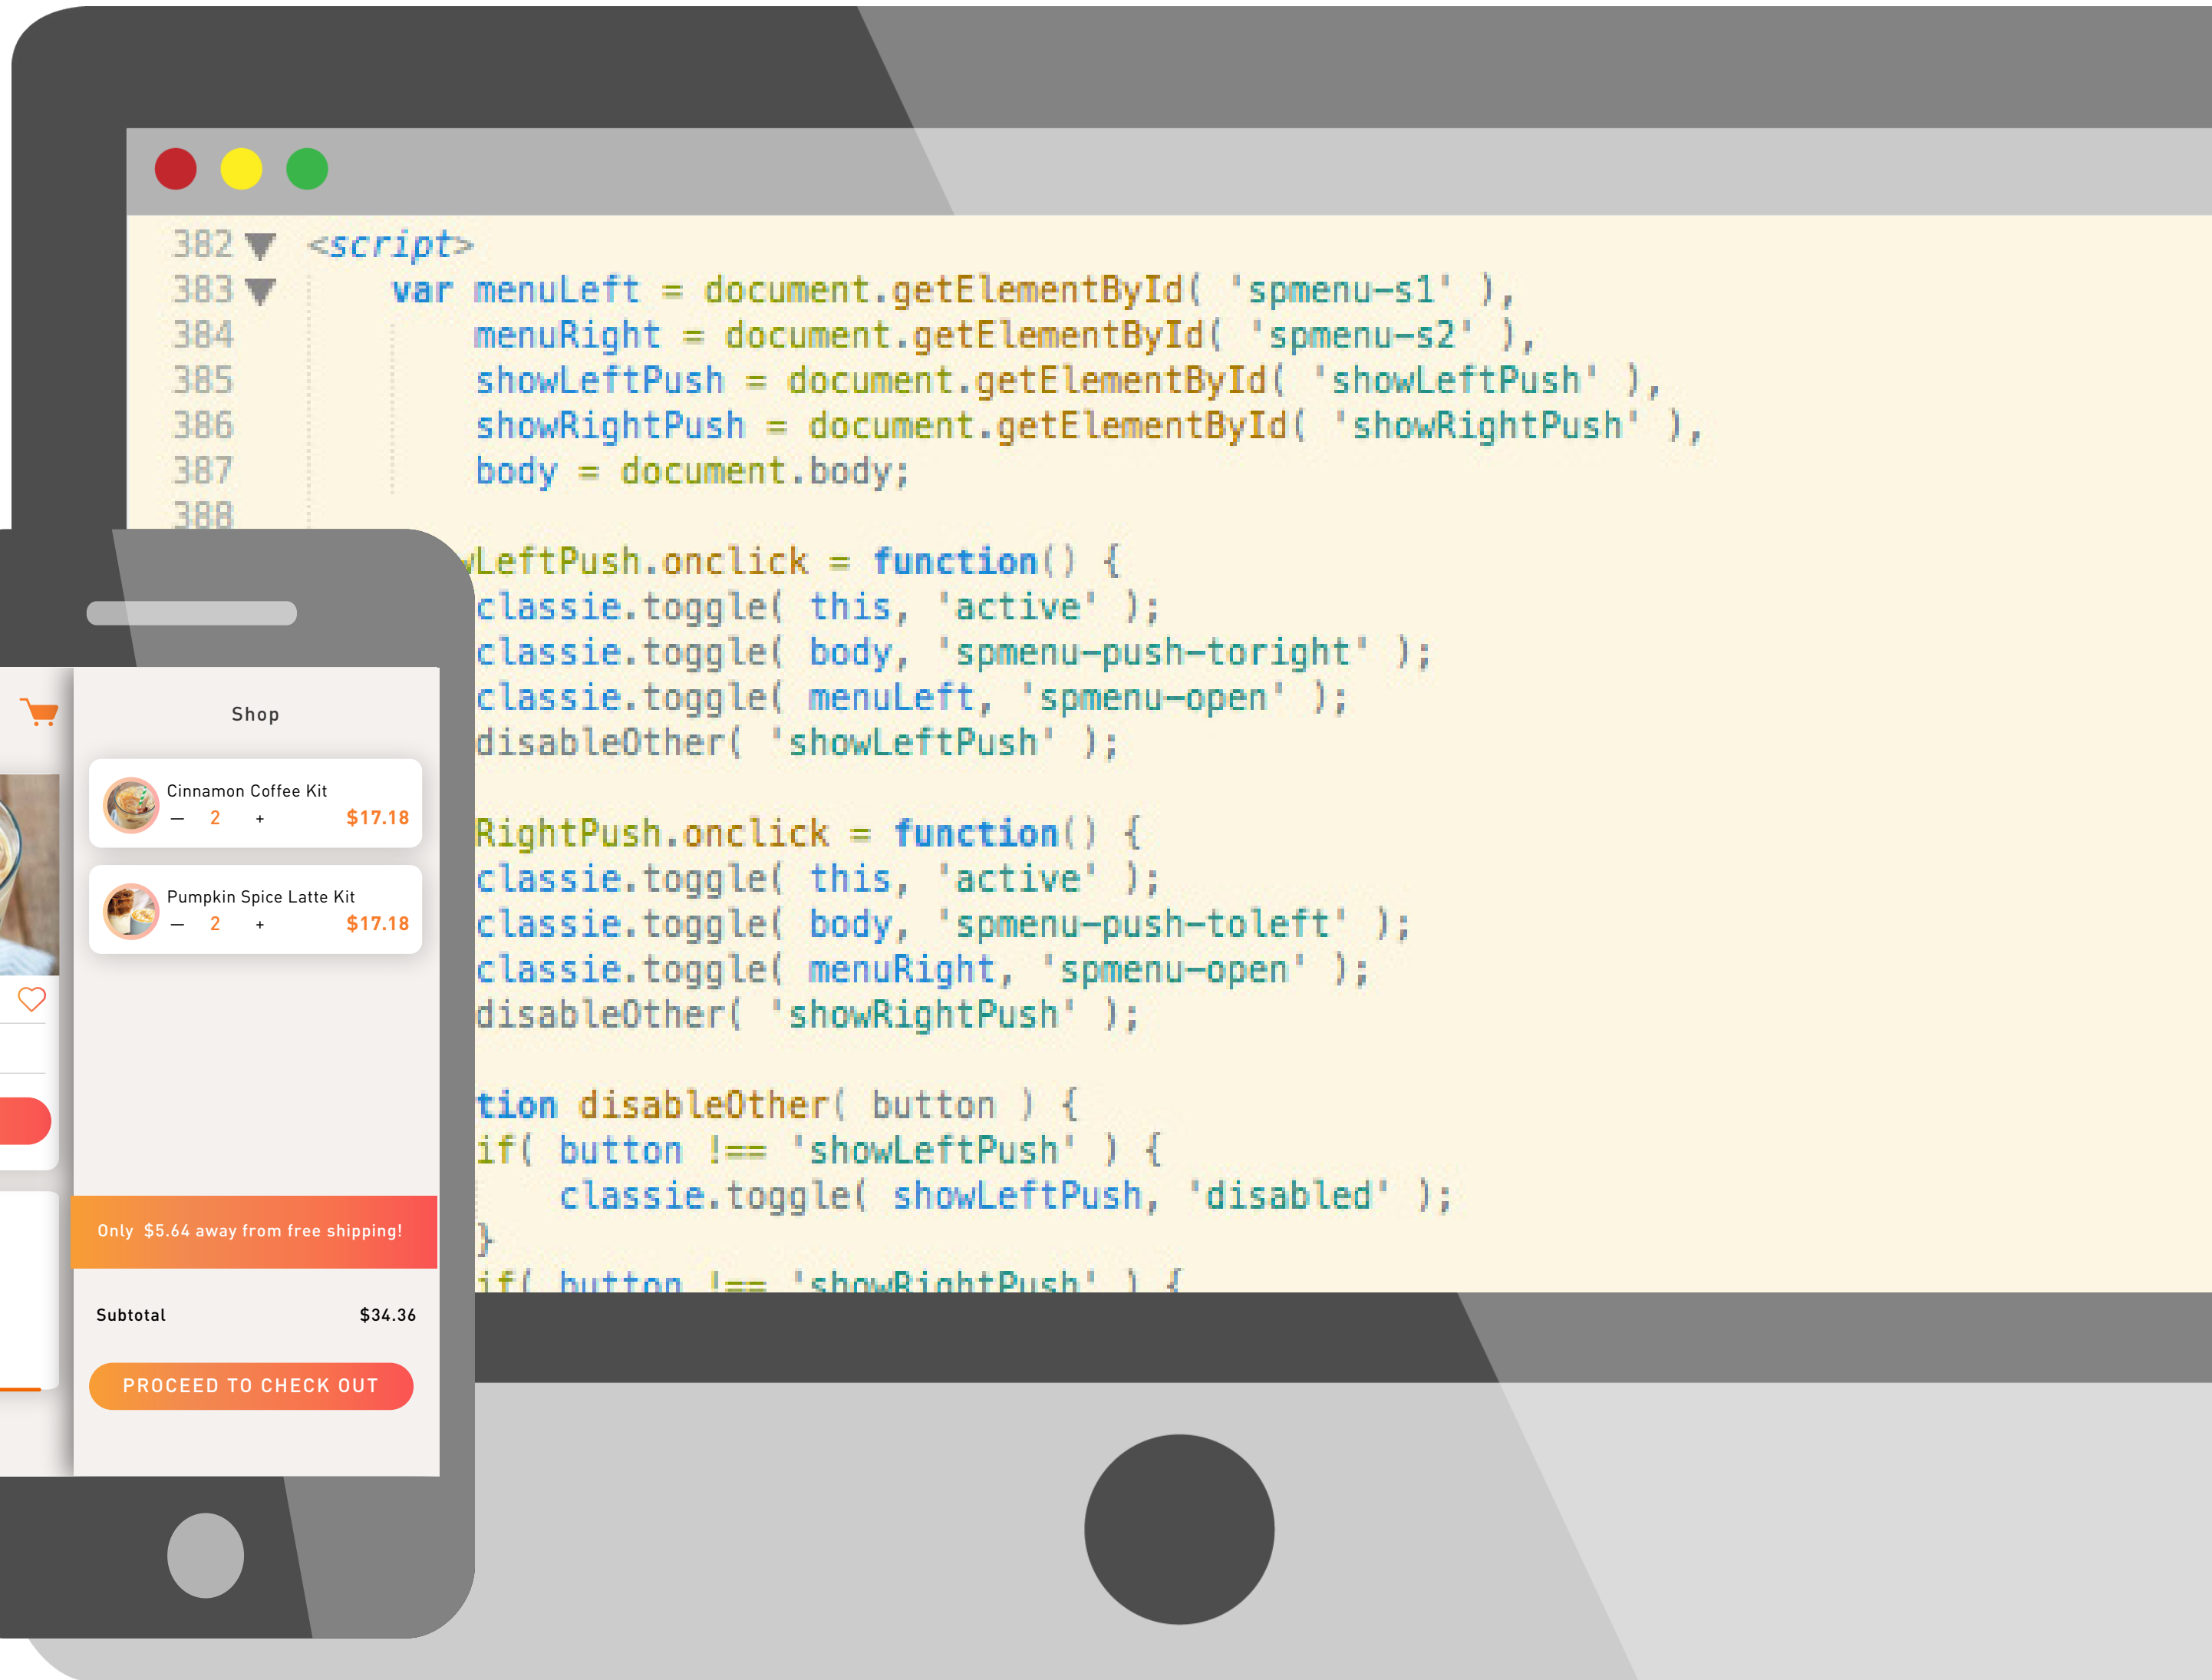 382 <script>
383 var menuLeft = document.getElementById( 'spmenu-s1' ),
384 menuRight = document.getElementById( 'spmenu-s2' ),
385 showLeftPush = document.getElementById( 'showLeftPush' ),
386 showRightPush = document.getElementById( 'showRightPush' ),
387 body = document.body;
388
wLeftPush.onclick = function() {
classie.toggle( this, 'active' );
classie.toggle( body, 'spmenu-push-toright' );
classie.toggle( menuLeft, 'spmenu-open' );
disableOther( 'showLeftPush' );
RightPush.onclick = function() {
classie.toggle( this, 'active' );
classie.toggle( body, 'spmenu-push-toleft' );
classie.toggle( menuRight, 'spmenu-open' );
disableOther( 'showRightPush' );
tion disableOther( button ) {
if( button !== 'showLeftPush' ) {
classie.toggle( showLeftPush, 'disabled' );
}
if( button !== 'showRightPush' ) {
Shop
Cinnamon Coffee Kit
— 2 + $17.18
Pumpkin Spice Latte Kit
— 2 + $17.18
Only $5.64 away from free shipping!
Subtotal $34.36
PROCEED TO CHECK OUT